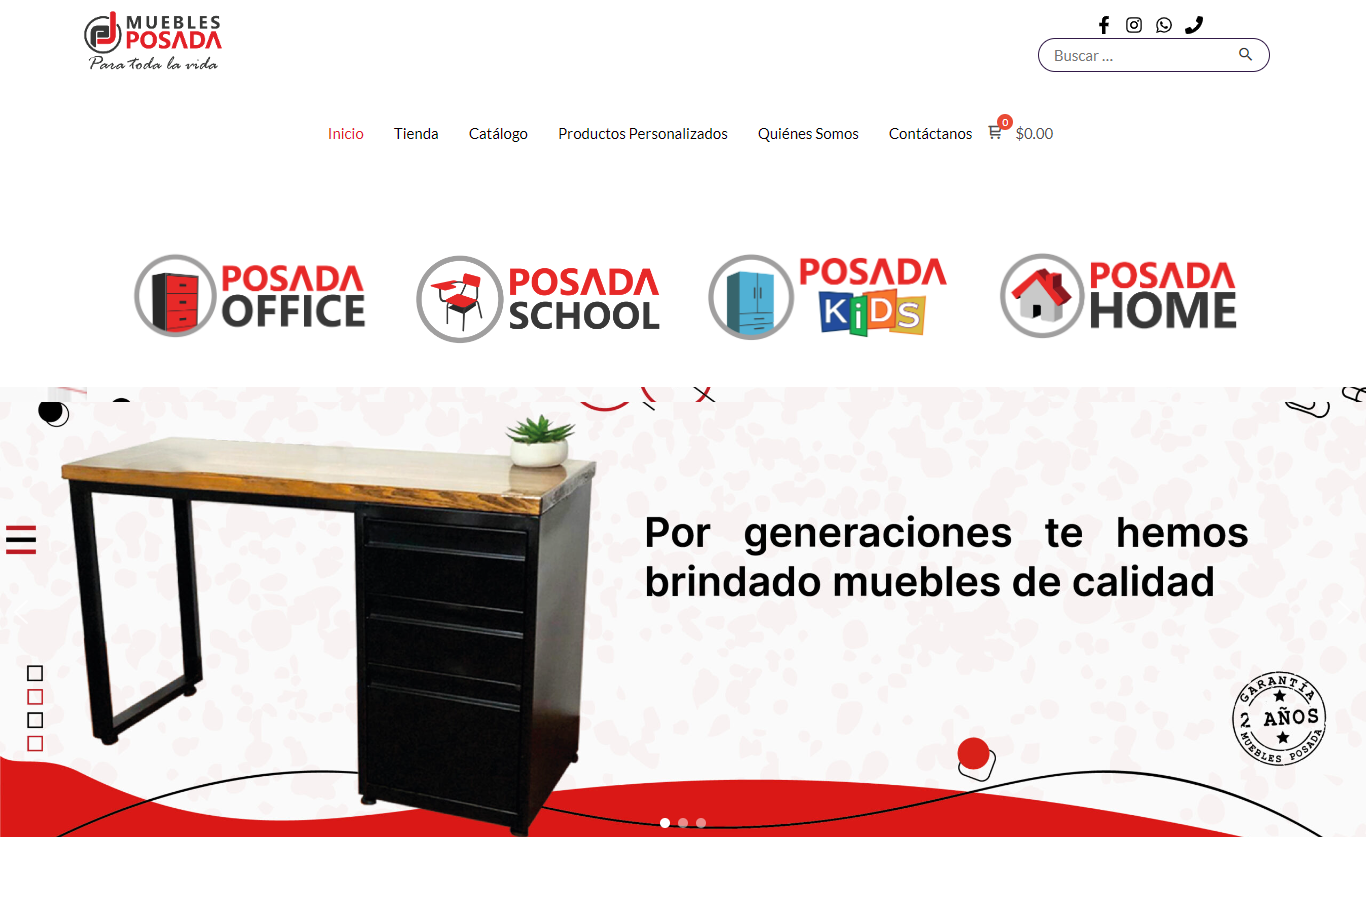 MUEBLES
POSADA
Para toda la vida
Buscar ...
Inicio
Tienda
Catálogo
Productos Personalizados
Quiénes Somos
Contáctanos
0
$0.00
POSADA
OFFICE
POSADA
SCHOOL
POSADA
KiDS
POSADA
HOME
Por generaciones te hemos
brindado muebles de calidad
GARANTÍA
2 AÑOS
MUEBLES POSADA